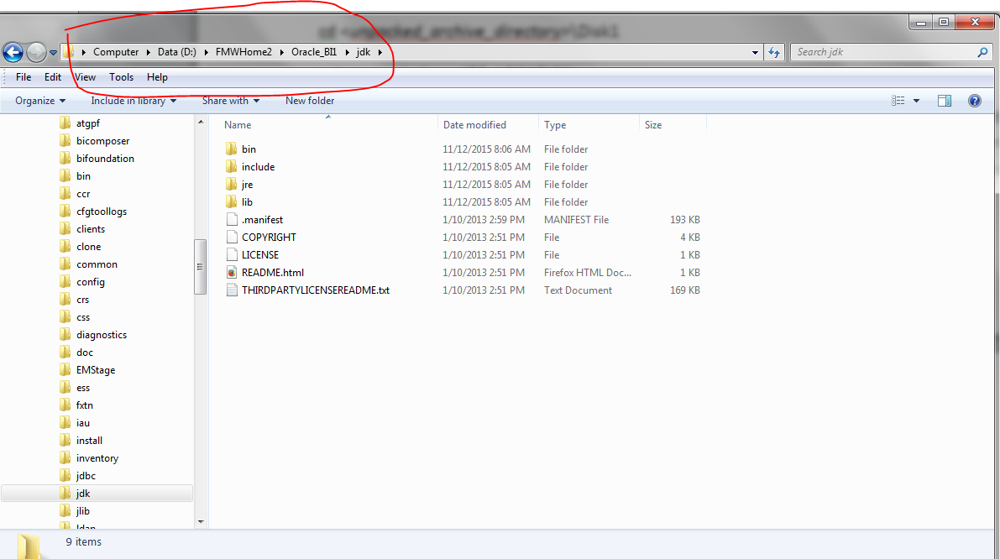 cd <unpacked_archive_directory>\Disk1
Computer Data (D:) FMWHome2 Oracle_BI1 jdk Search jdk
File Edit View Tools Help
Organize Include in library Share with New folder
Name Date modified Type Size
atgpf
bicomposer
bifoundation
bin
ccr
cfgtoollogs
clients
clone
common
config
crs
css
diagnostics
doc
EMStage
ess
fxtn
iau
install
inventory
jdbc
jdk
jlib
ldap
bin 11/12/2015 8:06 AM File folder
include 11/12/2015 8:05 AM File folder
jre 11/12/2015 8:05 AM File folder
lib 11/12/2015 8:05 AM File folder
.manifest 1/10/2013 2:59 PM MANIFEST File 193 KB
COPYRIGHT 1/10/2013 2:51 PM File 4 KB
LICENSE 1/10/2013 2:51 PM File 1 KB
README.html 1/10/2013 2:51 PM Firefox HTML Doc... 1 KB
THIRDPARTYLICENSEREADME.txt 1/10/2013 2:51 PM Text Document 169 KB
9 items